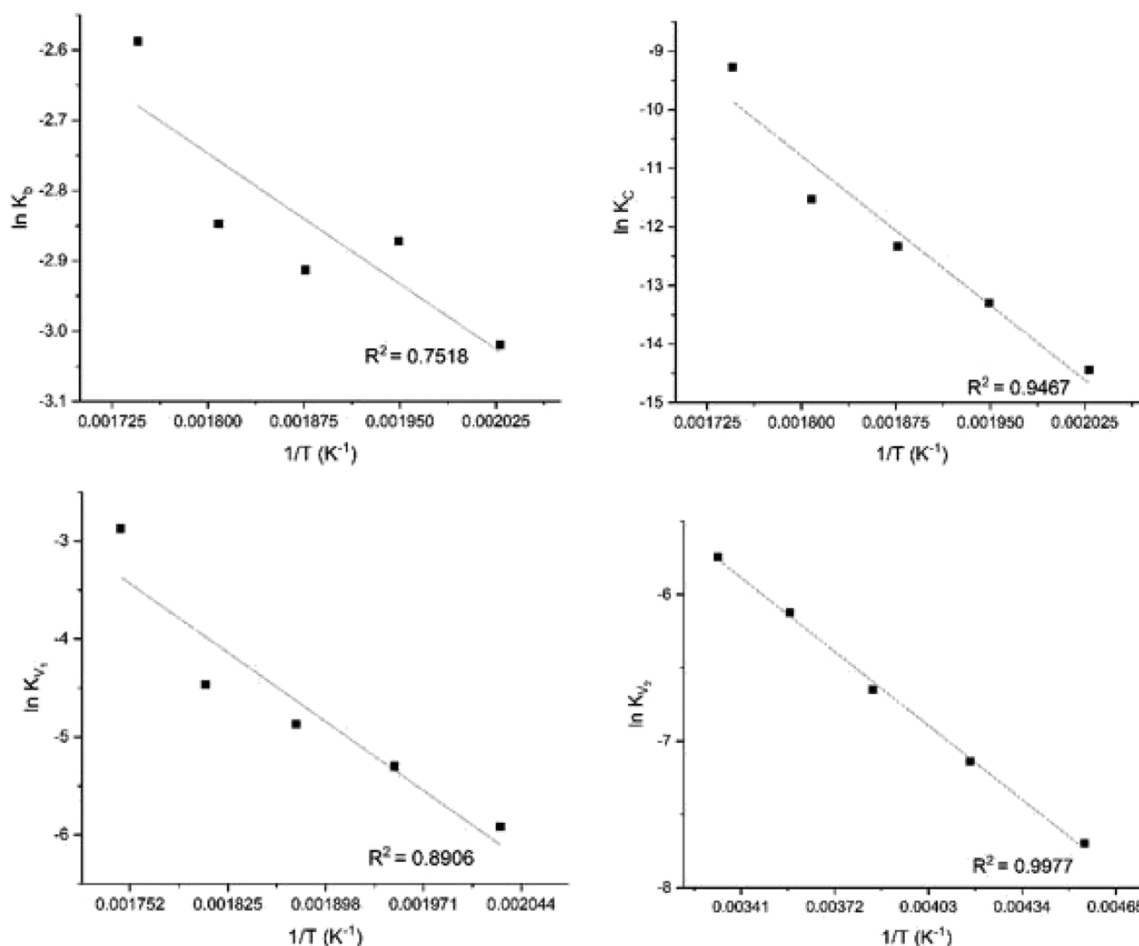 -2.6
-2.7
-2.8
-2.9
-3.0
-3.1
ln K_b
R² = 0.7518
0.001725 0.001800 0.001875 0.001950 0.002025
1/T (K⁻¹)
-9
-10
-11
-12
-13
-14
-15
ln K_C
R² = 0.9467
0.001725 0.001800 0.001875 0.001950 0.002025
1/T (K⁻¹)
-3
-4
-5
-6
ln K_V₁
R² = 0.8906
0.001752 0.001825 0.001898 0.001971 0.002044
1/T (K⁻¹)
-6
-7
-8
ln K_V₂
R² = 0.9977
0.00341 0.00372 0.00403 0.00434 0.00465
1/T (K⁻¹)